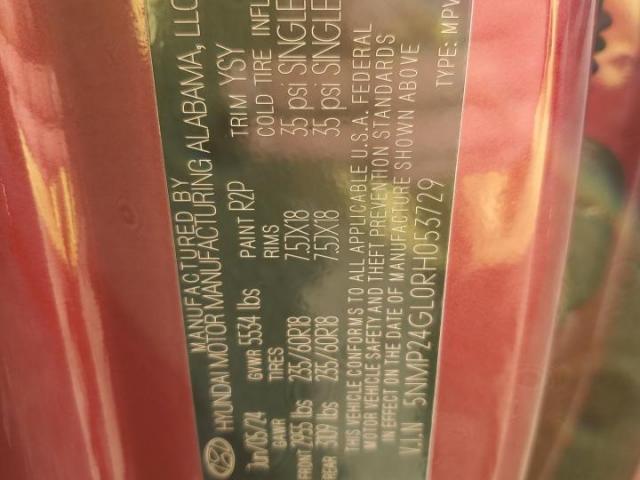 MANUFACTURED BY
HYUNDAI MOTOR MANUFACTURING ALABAMA, LLC
Jun/05/24 GVWR 5534 lbs PAINT R2P TRIM YSY
GAWR TIRES RIMS COLD TIRE INFL
FRONT 2955 lbs 235/60R18 7.5JX18 35 psi SINGLE
REAR 3109 lbs 235/60R18 7.5JX18 35 psi SINGLE
THIS VEHICLE CONFORMS TO ALL APPLICABLE U.S.A. FEDERAL
MOTOR VEHICLE SAFETY AND THEFT PREVENTION STANDARDS
IN EFFECT ON THE DATE OF MANUFACTURE SHOWN ABOVE
V.I.N 5NMP24GL0RH053729 TYPE: MPV